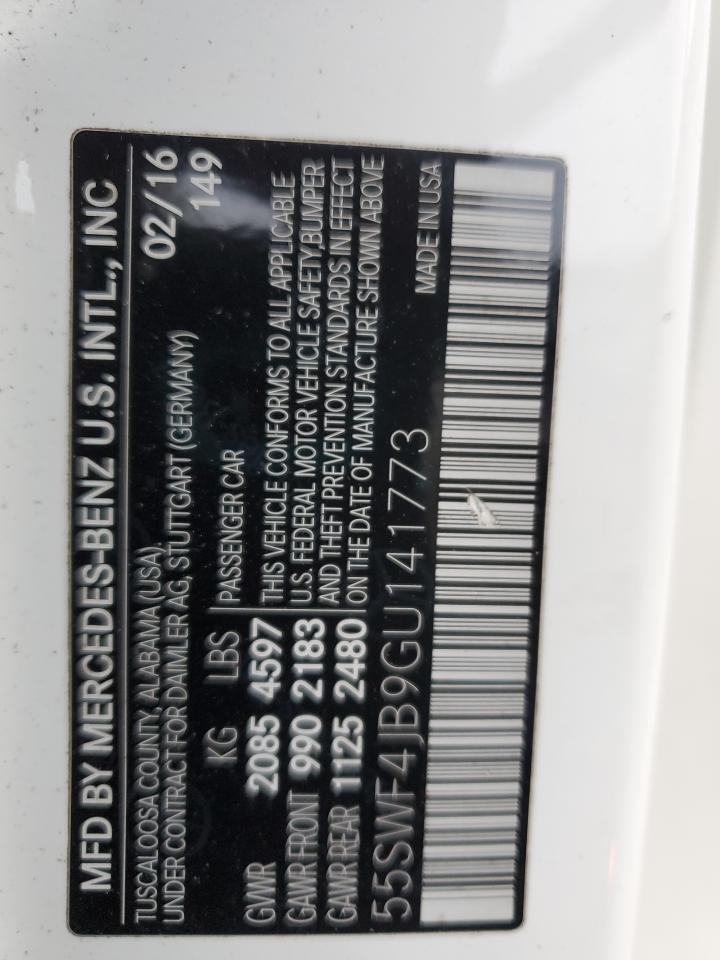 MFD BY MERCEDES-BENZ U.S. INTL., INC
TUSCALOOSA COUNTY, ALABAMA (USA)
UNDER CONTRACT FOR DAIMLER AG, STUTTGART (GERMANY)
02/16
149
KG LBS
GVWR 2085 4597
GAWR FRONT 990 2183
GAWR REAR 1125 2480
PASSENGER CAR
THIS VEHICLE CONFORMS TO ALL APPLICABLE
U.S. FEDERAL MOTOR VEHICLE SAFETY,BUMPER
AND THEFT PREVENTION STANDARDS IN EFFECT
ON THE DATE OF MANUFACTURE SHOWN ABOVE
55SWF4JB9GU141773
MADE IN USA